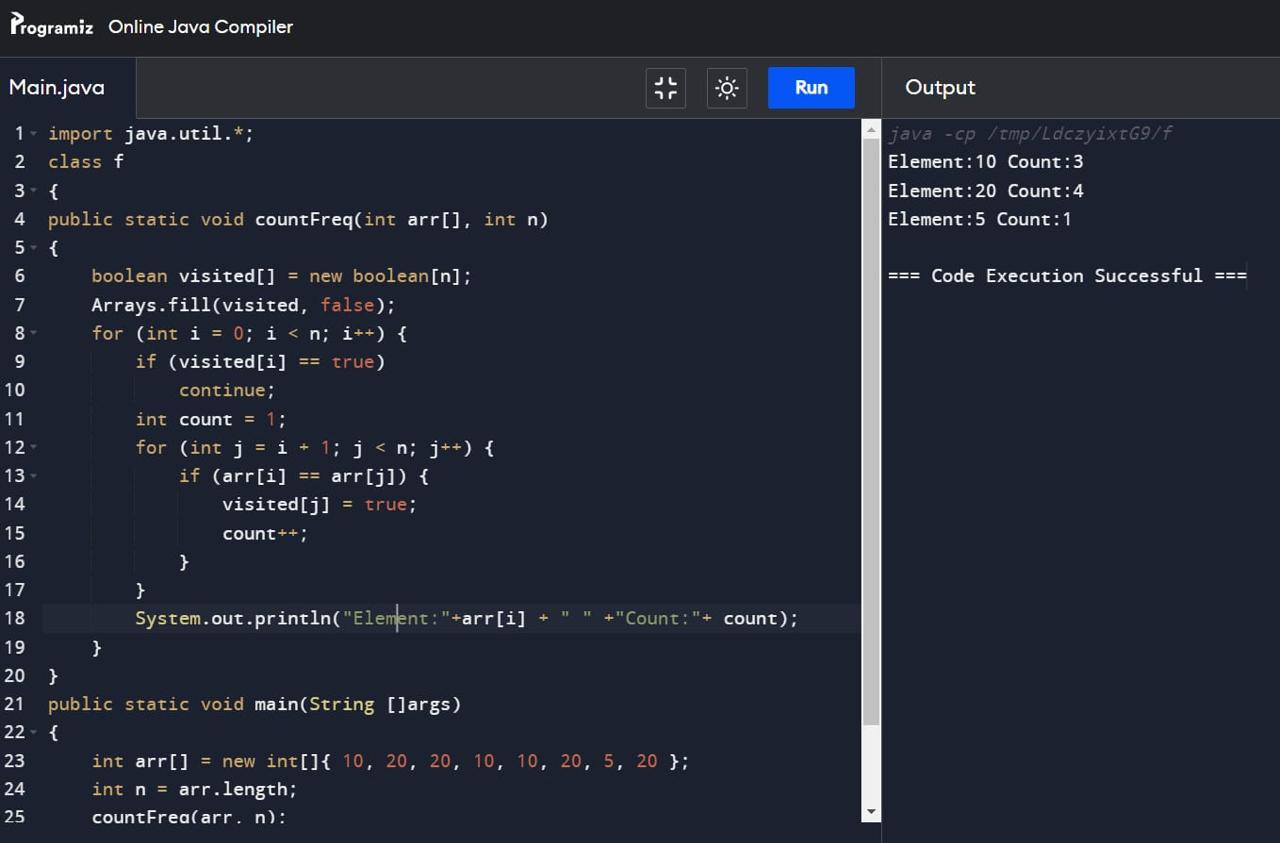 Programiz Online Java Compiler
Main.java
Run
Output
1 import java.util.*;
2 class f
3 {
4 public static void countFreq(int arr[], int n)
5 {
6     boolean visited[] = new boolean[n];
7     Arrays.fill(visited, false);
8     for (int i = 0; i < n; i++) {
9         if (visited[i] == true)
10             continue;
11         int count = 1;
12         for (int j = i + 1; j < n; j++) {
13             if (arr[i] == arr[j]) {
14                 visited[j] = true;
15                 count++;
16             }
17         }
18         System.out.println("Element:"+arr[i] + " " +"Count:"+ count);
19     }
20 }
21 public static void main(String []args)
22 {
23     int arr[] = new int[]{ 10, 20, 20, 10, 10, 20, 5, 20 };
24     int n = arr.length;
25     countFreq(arr, n);
java -cp /tmp/LdczyixtG9/f
Element:10 Count:3
Element:20 Count:4
Element:5 Count:1
=== Code Execution Successful ===